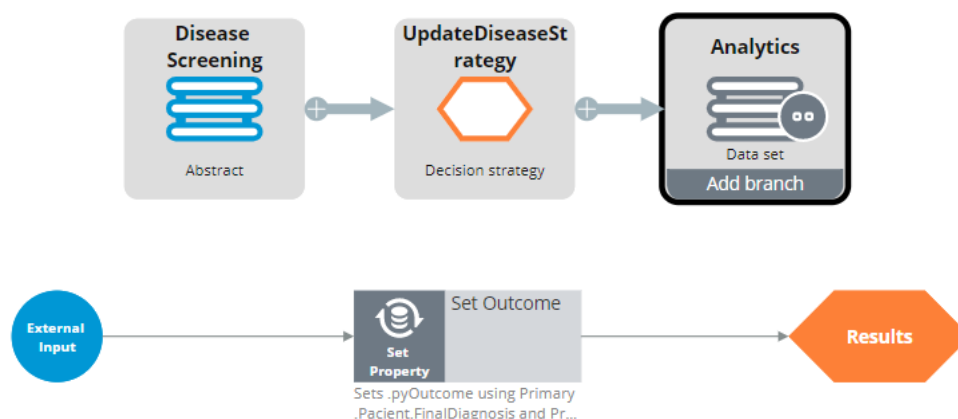 Disease
Screening
Abstract
UpdateDiseaseSt
rategy
Decision strategy
Analytics
Data set
Add branch
External
Input
Set
Property
Set Outcome
Sets .pyOutcome using Primary
.Pacient.FinalDiagnosis and Pr...
Results